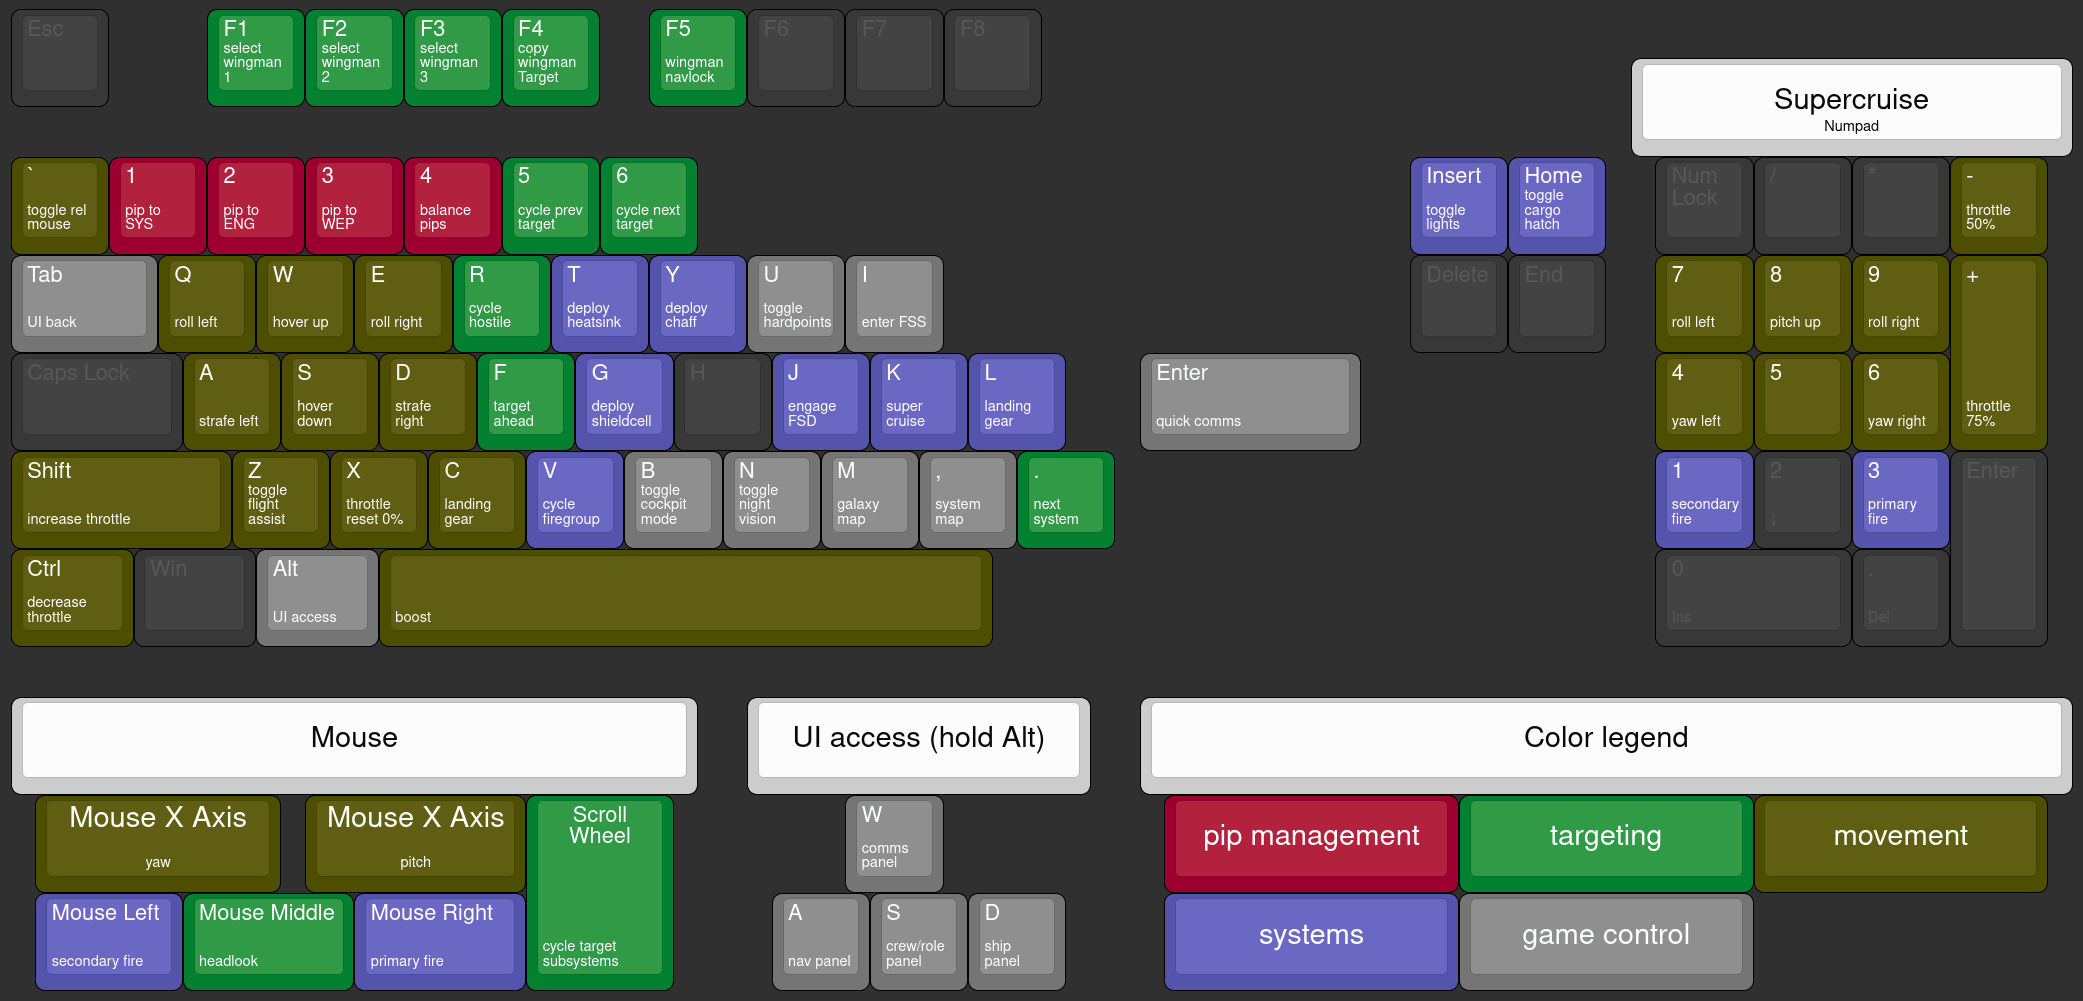 Esc
F1
select
wingman
1
F2
select
wingman
2
F3
select
wingman
3
F4
copy
wingman
Target
F5
wingman
navlock
F6
F7
F8
Supercruise
Numpad
`
toggle rel
mouse
1
pip to
SYS
2
pip to
ENG
3
pip to
WEP
4
balance
pips
5
cycle prev
target
6
cycle next
target
Insert
toggle
lights
Home
toggle
cargo
hatch
Num
Lock
/
*
-
throttle
50%
Tab
UI back
Q
roll left
W
hover up
E
roll right
R
cycle
hostile
T
deploy
heatsink
Y
deploy
chaff
U
toggle
hardpoints
I
enter FSS
Delete
End
7
roll left
8
pitch up
9
roll right
+
throttle
75%
Caps Lock
A
strafe left
S
hover
down
D
strafe
right
F
target
ahead
G
deploy
shieldcell
H
J
engage
FSD
K
super
cruise
L
landing
gear
Enter
quick comms
4
yaw left
5
6
yaw right
Shift
increase throttle
Z
toggle
flight
assist
X
throttle
reset 0%
C
landing
gear
V
cycle
firegroup
B
toggle
cockpit
mode
N
toggle
night
vision
M
galaxy
map
,
system
map
.
next
system
1
secondary
fire
2
↓
3
primary
fire
Enter
Ctrl
decrease
throttle
Win
Alt
UI access
boost
0
Ins
.
Del
Mouse
UI access (hold Alt)
Color legend
Mouse X Axis
yaw
Mouse X Axis
pitch
Scroll
Wheel
cycle target
subsystems
W
comms
panel
pip management
targeting
movement
Mouse Left
secondary fire
Mouse Middle
headlook
Mouse Right
primary fire
A
nav panel
S
crew/role
panel
D
ship
panel
systems
game control